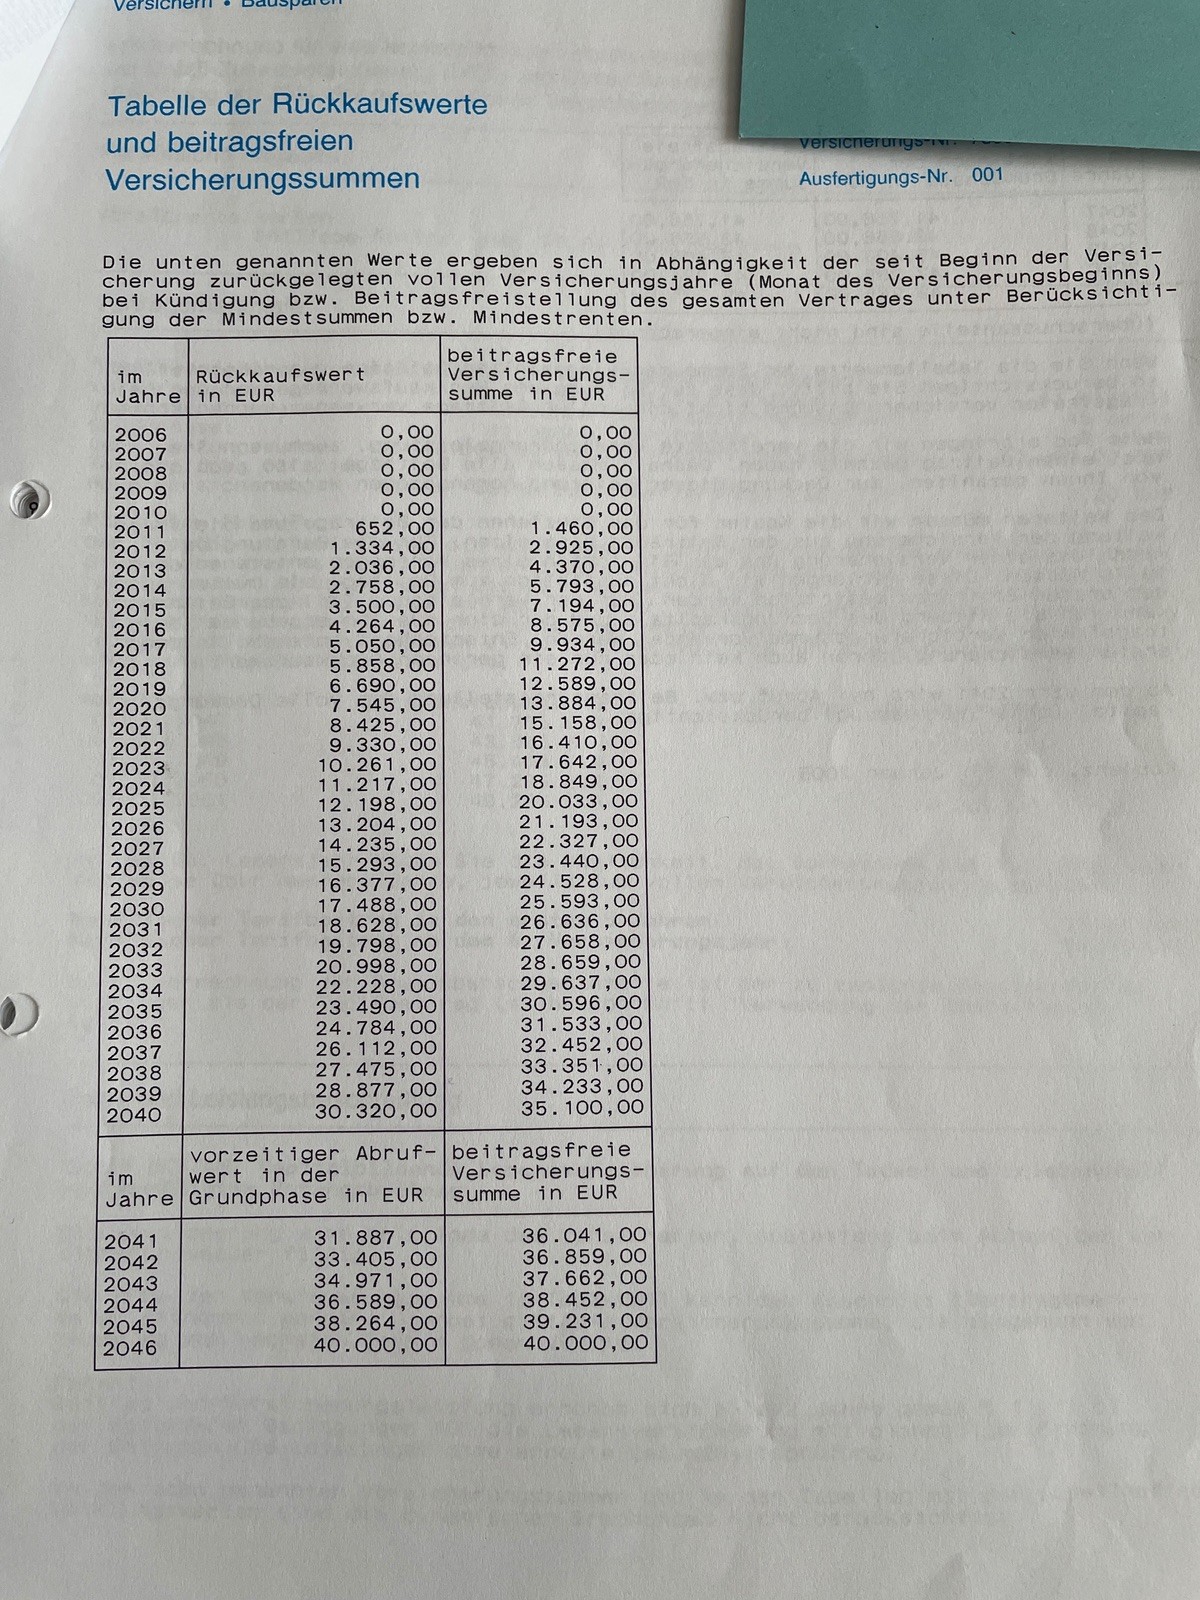 Versichern • Bausparen
Tabelle der Rückkaufswerte
und beitragsfreien
Versicherungssummen
Versicherungs-Nr.
Ausfertigungs-Nr. 001
Die unten genannten Werte ergeben sich in Abhängigkeit der seit Beginn der Versi-
cherung zurückgelegten vollen Versicherungsjahre (Monat des Versicherungsbeginns)
bei Kündigung bzw. Beitragsfreistellung des gesamten Vertrages unter Berücksichti-
gung der Mindestsummen bzw. Mindestrenten.
im Jahre Rückkaufswert in EUR beitragsfreie Versicherungs- summe in EUR
2006 0,00 0,00
2007 0,00 0,00
2008 0,00 0,00
2009 0,00 0,00
2010 0,00 0,00
2011 652,00 1.460,00
2012 1.334,00 2.925,00
2013 2.036,00 4.370,00
2014 2.758,00 5.793,00
2015 3.500,00 7.194,00
2016 4.264,00 8.575,00
2017 5.050,00 9.934,00
2018 5.858,00 11.272,00
2019 6.690,00 12.589,00
2020 7.545,00 13.884,00
2021 8.425,00 15.158,00
2022 9.330,00 16.410,00
2023 10.261,00 17.642,00
2024 11.217,00 18.849,00
2025 12.198,00 20.033,00
2026 13.204,00 21.193,00
2027 14.235,00 22.327,00
2028 15.293,00 23.440,00
2029 16.377,00 24.528,00
2030 17.488,00 25.593,00
2031 18.628,00 26.636,00
2032 19.798,00 27.658,00
2033 20.998,00 28.659,00
2034 22.228,00 29.637,00
2035 23.490,00 30.596,00
2036 24.784,00 31.533,00
2037 26.112,00 32.452,00
2038 27.475,00 33.351,00
2039 28.877,00 34.233,00
2040 30.320,00 35.100,00
im Jahre vorzeitiger Abruf- wert in der Grundphase in EUR beitragsfreie Versicherungs- summe in EUR
2041 31.887,00 36.041,00
2042 33.405,00 36.859,00
2043 34.971,00 37.662,00
2044 36.589,00 38.452,00
2045 38.264,00 39.231,00
2046 40.000,00 40.000,00